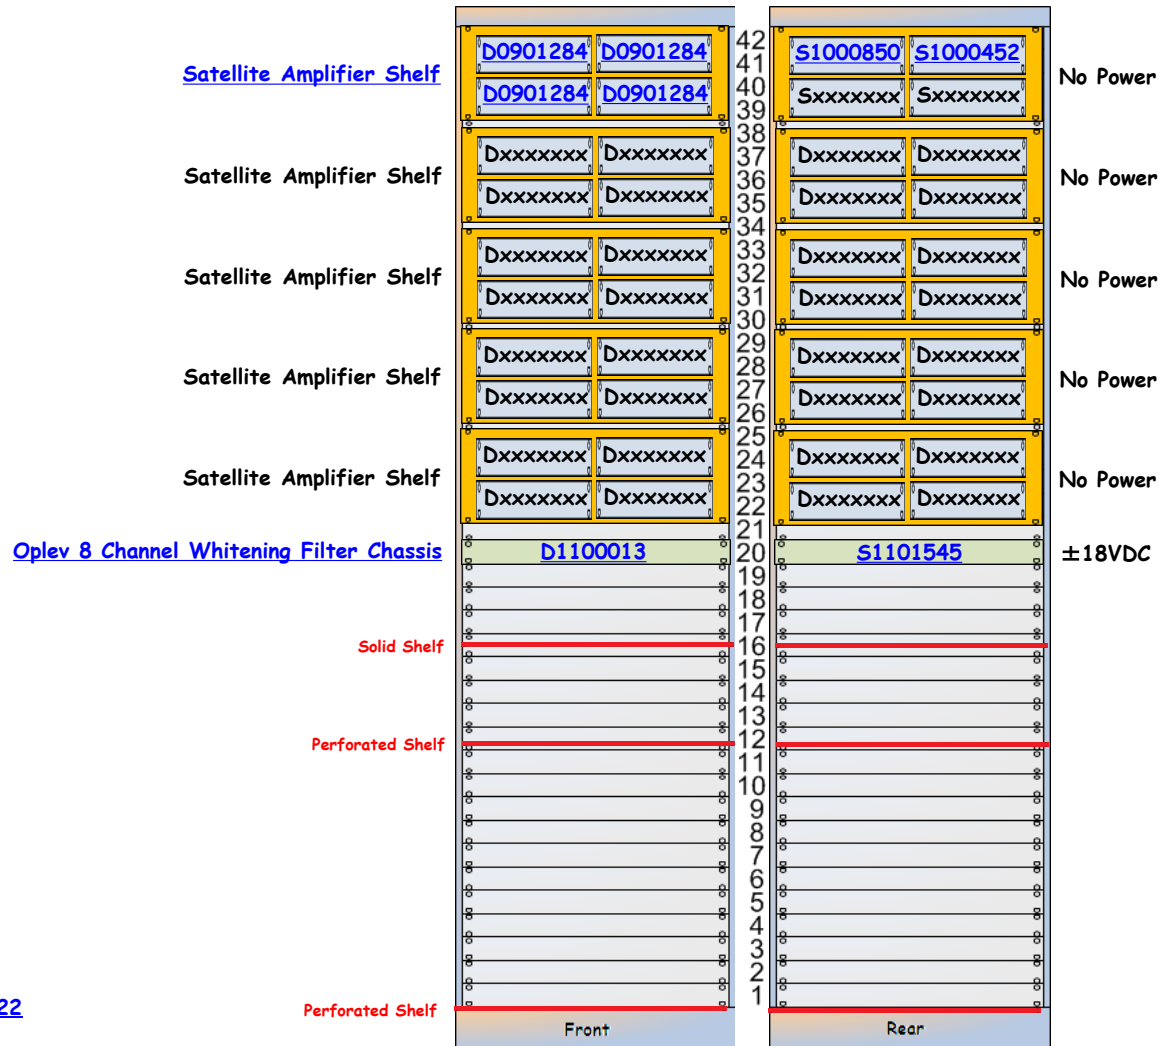 42
D0901284 D0901284 S1000850 S1000452
41
Satellite Amplifier Shelf No Power
40
D0901284 D0901284 Sxxxxxxx Sxxxxxxx
39
38
Dxxxxxxx Dxxxxxxx 37 Dxxxxxxx Dxxxxxxx
Satellite Amplifier Shelf 36 No Power
Dxxxxxxx Dxxxxxxx 35 Dxxxxxxx Dxxxxxxx
34
Dxxxxxxx Dxxxxxxx 33 Dxxxxxxx Dxxxxxxx
Satellite Amplifier Shelf 32 No Power
Dxxxxxxx Dxxxxxxx 31 Dxxxxxxx Dxxxxxxx
30
29
Dxxxxxxx Dxxxxxxx 28 Dxxxxxxx Dxxxxxxx
Satellite Amplifier Shelf 27 No Power
Dxxxxxxx Dxxxxxxx 26 Dxxxxxxx Dxxxxxxx
25
Dxxxxxxx Dxxxxxxx 24 Dxxxxxxx Dxxxxxxx
Satellite Amplifier Shelf 23 No Power
Dxxxxxxx Dxxxxxxx 22 Dxxxxxxx Dxxxxxxx
21
Oplev 8 Channel Whitening Filter Chassis D1100013 20 S1101545 ±18VDC
19
18
17
Solid Shelf 16
15
14
13
Perforated Shelf 12
11
10
9
8
7
6
5
4
3
2
1
22 Perforated Shelf
Front Rear